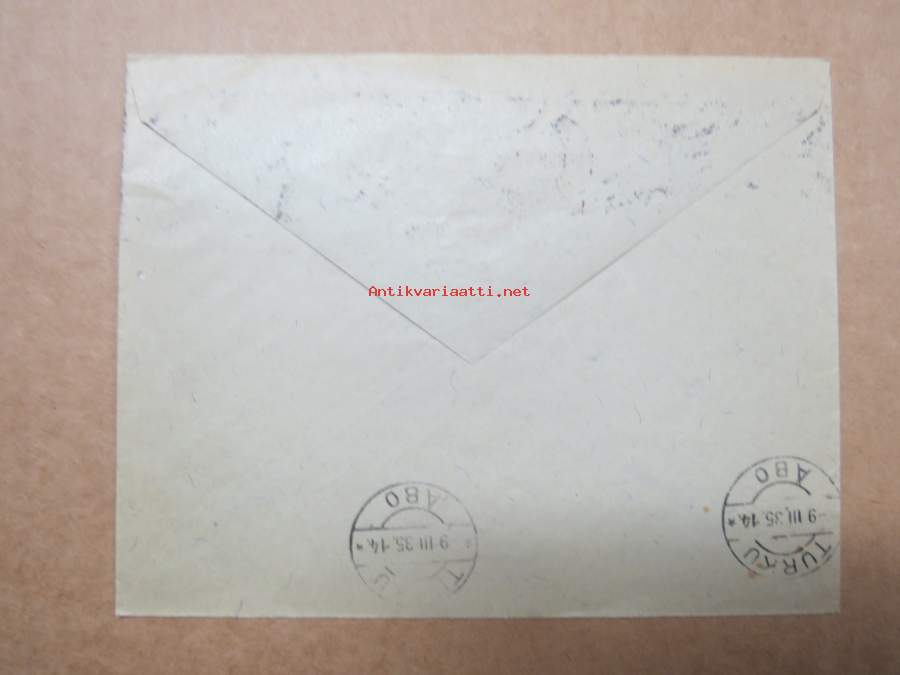 Antikvariaatti.net
ÅBO
9 III 35.14.*
T
ÅBO
-9 III.35.14.*
TURKU